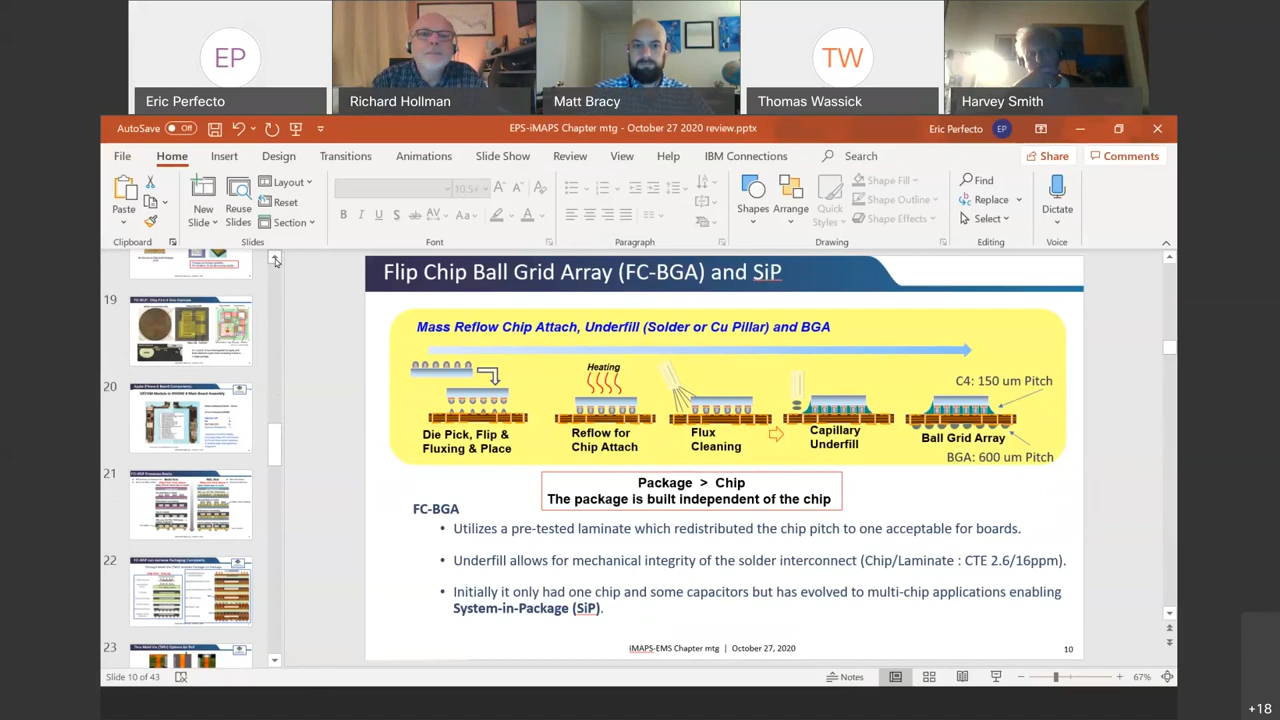 EP
TW
Eric Perfecto
Richard Hollman
Matt Bracy
Thomas Wassick
Harvey Smith
AutoSave Off
EPS-iMAPS Chapter mtg - October 27 2020 review.pptx
Eric Perfecto EP
File Home Insert Design Transitions Animations Slide Show Review View Help IBM Connections Search Share Comments
Paste
New Slides
Reuse Slides
Layout
Reset
Section
10.5
Shapes
Arrange
Quick Styles
Shape Fill
Shape Outline
Shape Effects
Find
Replace
Select
Dictate
Clipboard Slides Font Paragraph Drawing Editing Voice
19
20
21
22
23
Flip Chip Ball Grid Array (FC-BGA) and SiP
Mass Reflow Chip Attach, Underfill (Solder or Cu Pillar) and BGA
Heating
C4: 150 um Pitch
Die Pick, Flip &
Fluxing & Place
Reflow for
Chip Attach
Flux
Cleaning
Capillary
Underfill
Ball Grid Array
BGA: 600 um Pitch
Package > Chip
The package is built independent of the chip
FC-BGA
• Utilizes a pre-tested laminate which redistributed the chip pitch to one suitable for boards.
• Underfill allows for mechanical stability of the solder interconnect (Chip/Laminate : CTE 2.6/16ppm).
• Initially it only had one chip and some capacitors but has evolved to multi-chip applications enabling
System-in-Package (SiP).
iMAPS-EMS Chapter mtg | October 27, 2020
10
Slide 10 of 43
Notes
67%
+18